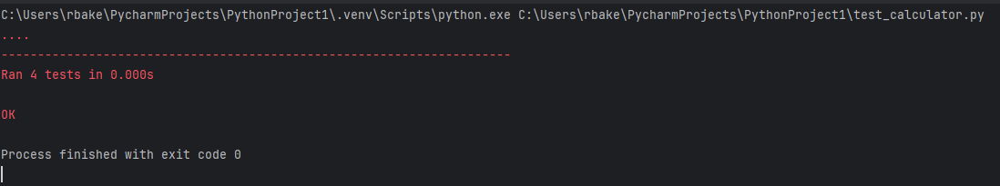 C:\Users\rbake\PycharmProjects\PythonProject1\.venv\Scripts\python.exe C:\Users\rbake\PycharmProjects\PythonProject1\test_calculator.py
....
----------------------------------------------------------------------
Ran 4 tests in 0.000s
OK
Process finished with exit code 0